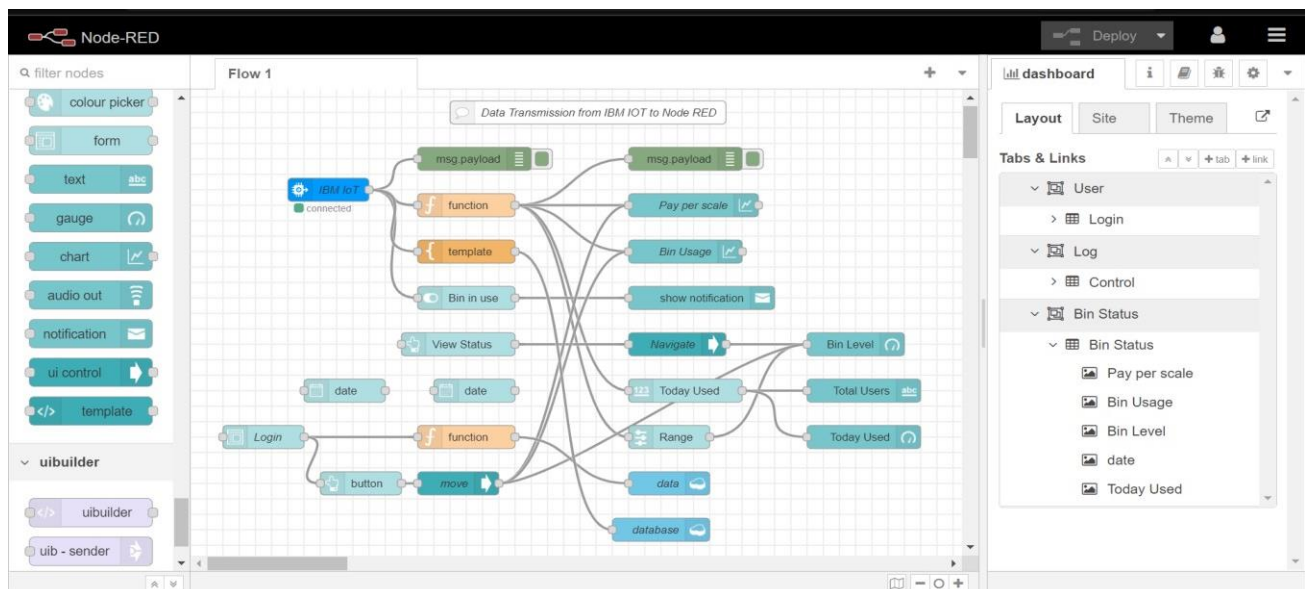 Node-RED
Deploy
filter nodes
colour picker
form
text
abc
gauge
chart
audio out
notification
ui control
</> template
uibuilder
</> uibuilder
uib - sender
Flow 1
Data Transmission from IBM IOT to Node RED
msg.payload
msg.payload
IBM IoT
connected
function
Pay per scale
template
Bin Usage
Bin in use
show notification
View Status
Navigate
Bin Level
date
date
123 Today Used
Total Users abc
Login
function
Range
Today Used
button
move
data
database
dashboard
i
Layout
Site
Theme
Tabs & Links
+ tab
+ link
User
Login
Log
Control
Bin Status
Bin Status
Pay per scale
Bin Usage
Bin Level
date
Today Used